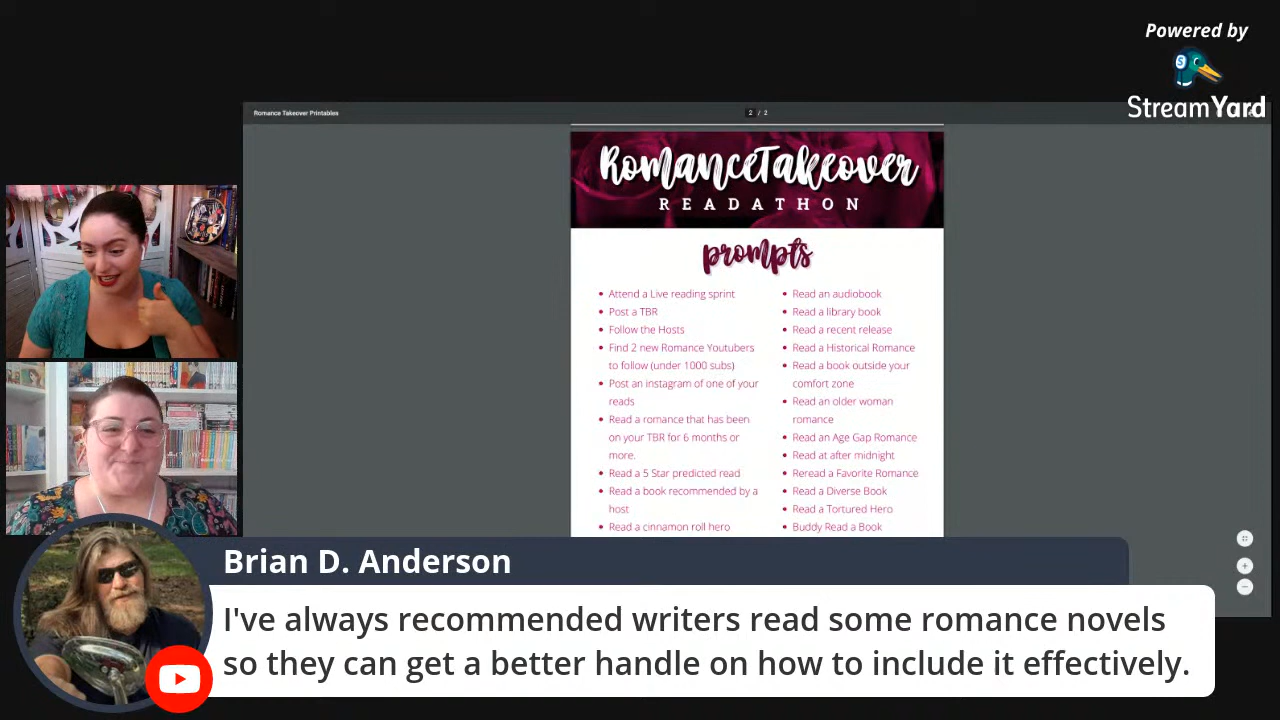 Powered by
StreamYard
Romance Takeover Printables
2 / 2
RomanceTakeover
READATHON
prompts
Attend a Live reading sprint
Post a TBR
Follow the Hosts
Find 2 new Romance Youtubers
to follow (under 1000 subs)
Post an instagram of one of your
reads
Read a romance that has been
on your TBR for 6 months or
more.
Read a 5 Star predicted read
Read a book recommended by a
host
Read a cinnamon roll hero
Read an audiobook
Read a library book
Read a recent release
Read a Historical Romance
Read a book outside your
comfort zone
Read an older woman
romance
Read an Age Gap Romance
Read at after midnight
Reread a Favorite Romance
Read a Diverse Book
Read a Tortured Hero
Buddy Read a Book
Brian D. Anderson
I've always recommended writers read some romance novels
so they can get a better handle on how to include it effectively.